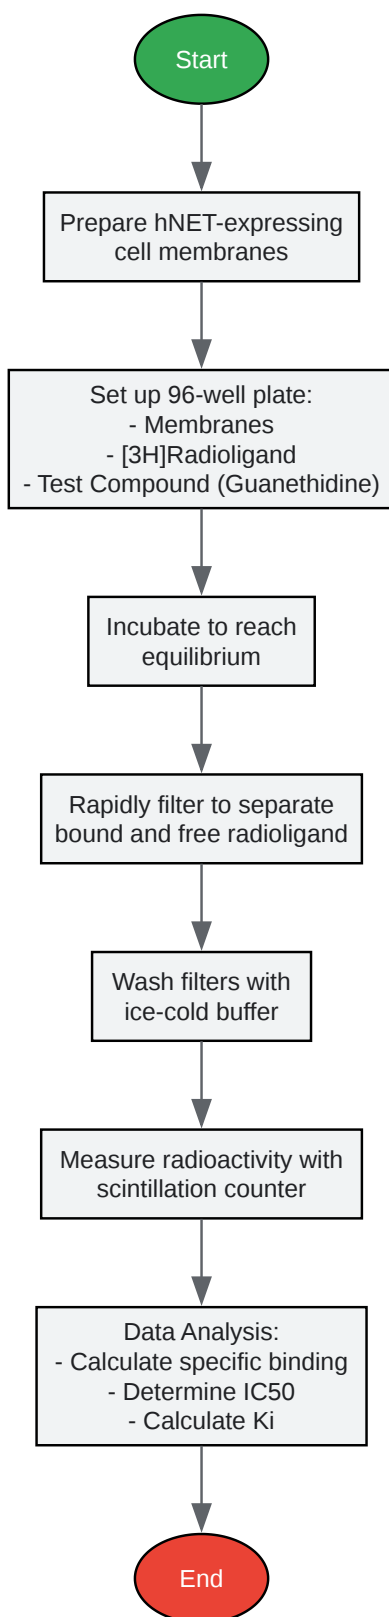 Start
Prepare hNET-expressing
cell membranes
Set up 96-well plate:
- Membranes
- [3H]Radioligand
- Test Compound (Guanethidine)
Incubate to reach
equilibrium
Rapidly filter to separate
bound and free radioligand
Wash filters with
ice-cold buffer
Measure radioactivity with
scintillation counter
Data Analysis:
- Calculate specific binding
- Determine IC50
- Calculate Ki
End